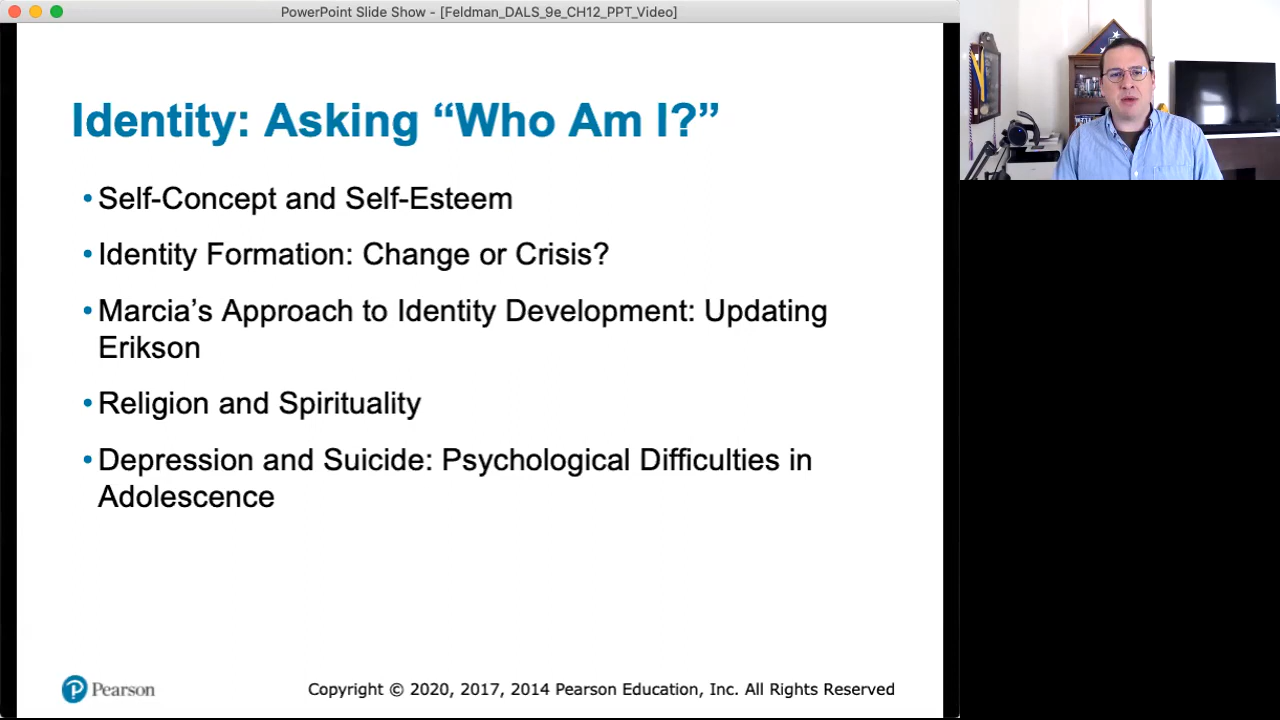 PowerPoint Slide Show - [Feldman_DALS_9e_CH12_PPT_Video]
Identity: Asking “Who Am I?”
•Self-Concept and Self-Esteem
•Identity Formation: Change or Crisis?
•Marcia’s Approach to Identity Development: Updating
Erikson
•Religion and Spirituality
•Depression and Suicide: Psychological Difficulties in
Adolescence
P Pearson
Copyright © 2020, 2017, 2014 Pearson Education, Inc. All Rights Reserved